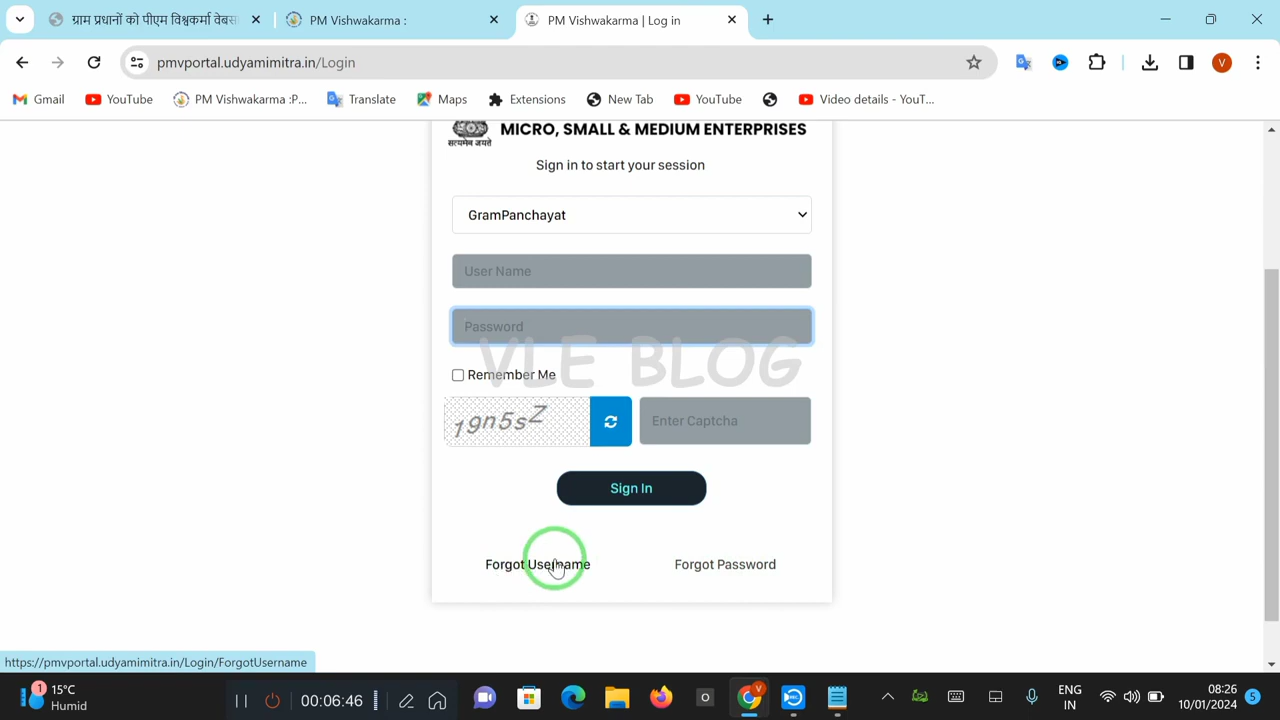 ग्राम प्रधानों को पीएम विश्वकर्मा वेबस
PM Vishwakarma :
PM Vishwakarma | Log in
pmvportal.udyamimitra.in/Login
V
Gmail
YouTube
PM Vishwakarma :P...
Translate
Maps
Extensions
New Tab
YouTube
Video details - YouT...
सत्यमेव जयते
MICRO, SMALL & MEDIUM ENTERPRISES
Sign in to start your session
GramPanchayat
User Name
Password
VLE BLOG
Remember Me
19n5sZ
Enter Captcha
Sign In
Forgot Username
Forgot Password
https://pmvportal.udyamimitra.in/Login/ForgotUsername
1
15°C
Humid
00:06:46
V
ENG
IN
08:26
10/01/2024
5